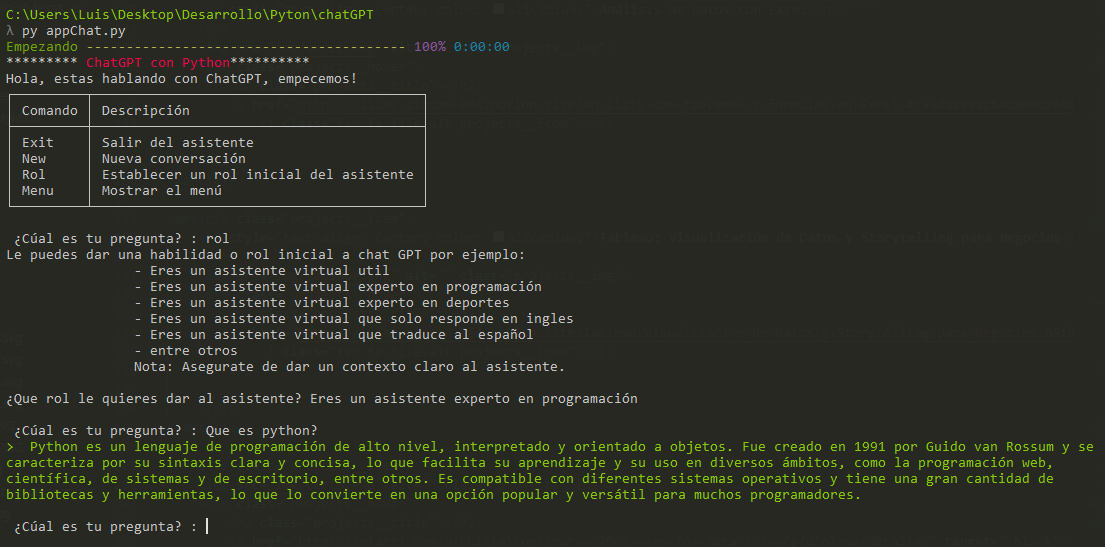 C:\Users\Luis\Desktop\Desarrollo\Pyton\chatGPT
λ py appChat.py
Empezando ---------------------------------------- 100% 0:00:00
********* ChatGPT con Python**********
Hola, estas hablando con ChatGPT, empecemos!
Comando Descripción
Exit Salir del asistente
New Nueva conversación
Rol Establecer un rol inicial del asistente
Menu Mostrar el menú
¿Cúal es tu pregunta? : rol
Le puedes dar una habilidad o rol inicial a chat GPT por ejemplo:
- Eres un asistente virtual util
- Eres un asistente virtual experto en programación
- Eres un asistente virtual experto en deportes
- Eres un asistente virtual que solo responde en ingles
- Eres un asistente virtual que traduce al español
- entre otros
Nota: Asegurate de dar un contexto claro al asistente.
¿Que rol le quieres dar al asistente? Eres un asistente experto en programación
¿Cúal es tu pregunta? : Que es python?
> Python es un lenguaje de programación de alto nivel, interpretado y orientado a objetos. Fue creado en 1991 por Guido van Rossum y se
caracteriza por su sintaxis clara y concisa, lo que facilita su aprendizaje y su uso en diversos ámbitos, como la programación web,
científica, de sistemas y de escritorio, entre otros. Es compatible con diferentes sistemas operativos y tiene una gran cantidad de
bibliotecas y herramientas, lo que lo convierte en una opción popular y versátil para muchos programadores.
¿Cúal es tu pregunta? :